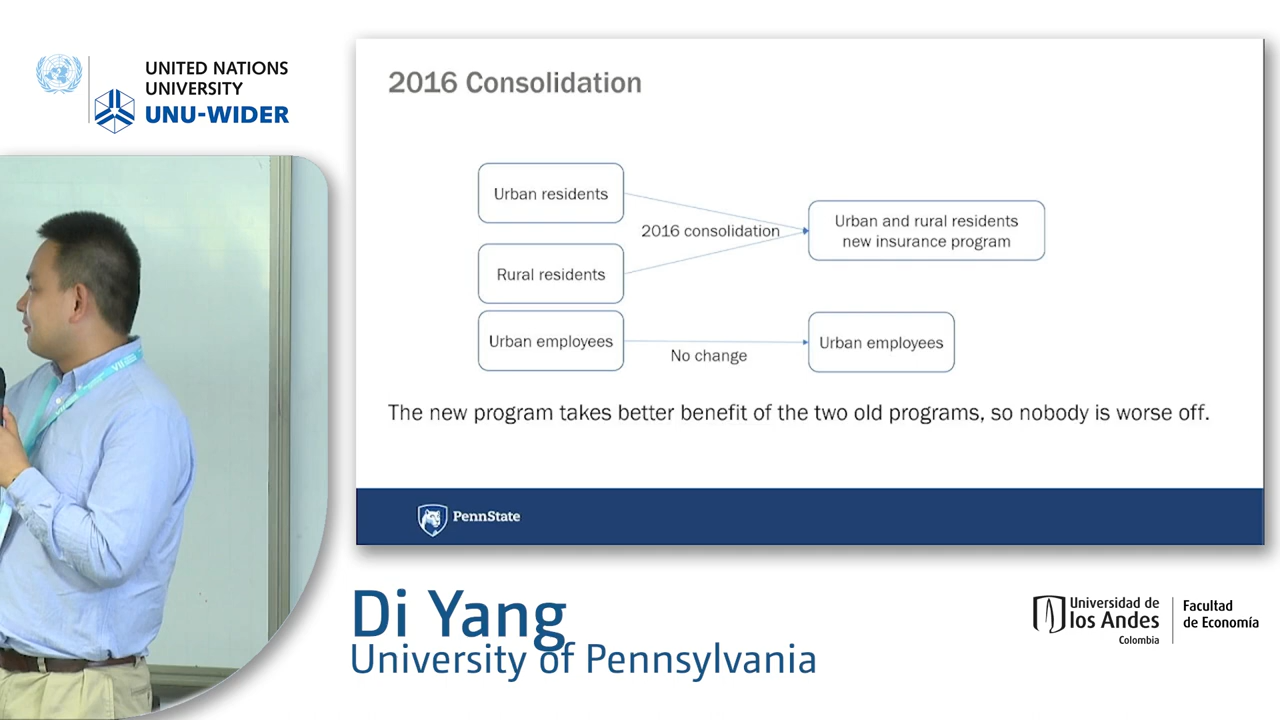 UNITED NATIONS
UNIVERSITY
UNU-WIDER
2016 Consolidation
Urban residents
2016 consolidation
Urban and rural residents
new insurance program
Rural residents
Urban employees
No change
Urban employees
The new program takes better benefit of the two old programs, so nobody is worse off.
PennState
Di Yang
University of Pennsylvania
Universidad de
los Andes
Colombia
Facultad
de Economía